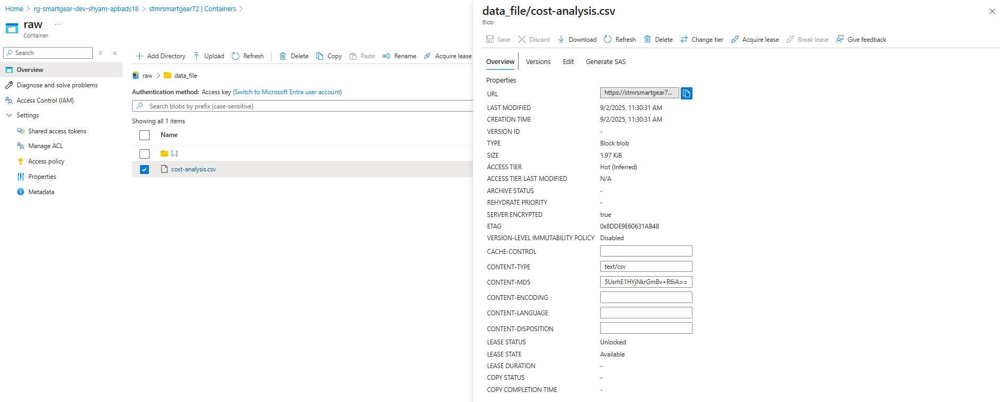 Home > rg-smartgear-dev-shyam-apbads18 > stmrsmartgear72 | Containers >
raw ...
Container
Search
Overview
Diagnose and solve problems
Access Control (IAM)
Settings
Shared access tokens
Manage ACL
Access policy
Properties
Metadata
Add Directory Upload Refresh Delete Copy Paste Rename Acquire lease
raw > data_file
Authentication method: Access key (Switch to Microsoft Entra user account)
Search blobs by prefix (case-sensitive)
Showing all 1 items
Name
[..]
cost-analysis.csv
data_file/cost-analysis.csv
Blob
Save Discard Download Refresh Delete Change tier Acquire lease Break lease Give feedback
Overview Versions Edit Generate SAS
Properties
URL https://stmrsmartgear7...
LAST MODIFIED 9/2/2025, 11:30:31 AM
CREATION TIME 9/2/2025, 11:30:31 AM
VERSION ID -
TYPE Block blob
SIZE 1.97 KiB
ACCESS TIER Hot (Inferred)
ACCESS TIER LAST MODIFIED N/A
ARCHIVE STATUS -
REHYDRATE PRIORITY -
SERVER ENCRYPTED true
ETAG 0x8DDE9E60631AB48
VERSION-LEVEL IMMUTABILITY POLICY Disabled
CACHE-CONTROL
CONTENT-TYPE text/csv
CONTENT-MD5 5UsrhE1HYjNkrGmBv+R6iA==
CONTENT-ENCODING
CONTENT-LANGUAGE
CONTENT-DISPOSITION
LEASE STATUS Unlocked
LEASE STATE Available
LEASE DURATION -
COPY STATUS -
COPY COMPLETION TIME -